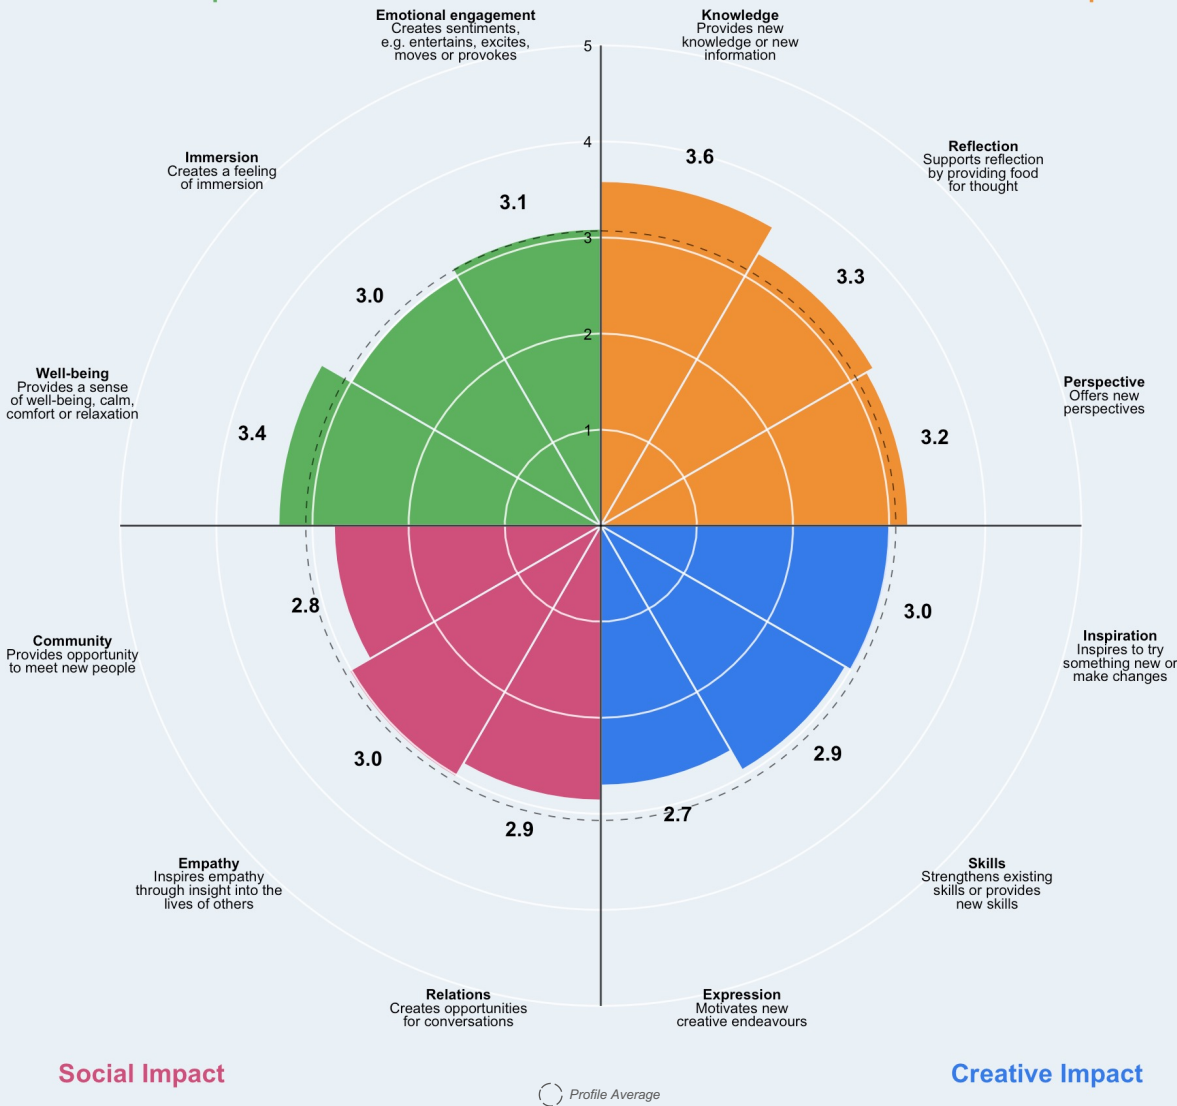 Emotional engagement
Creates sentiments,
e.g. entertains, excites,
moves or provokes
Knowledge
Provides new
knowledge or new
information
5
4
3
2
1
Immersion
Creates a feeling
of immersion
Reflection
Supports reflection
by providing food
for thought
3.6
3.1
3.3
3.0
Well-being
Provides a sense
of well-being, calm,
comfort or relaxation
3.4
Perspective
Offers new
perspectives
3.2
2.8
3.0
Community
Provides opportunity
to meet new people
Inspiration
Inspires to try
something new or
make changes
3.0
2.9
2.9
2.7
Empathy
Inspires empathy
through insight into the
lives of others
Skills
Strengthens existing
skills or provides
new skills
Relations
Creates opportunities
for conversations
Expression
Motivates new
creative endeavours
Social Impact
Creative Impact
Profile Average